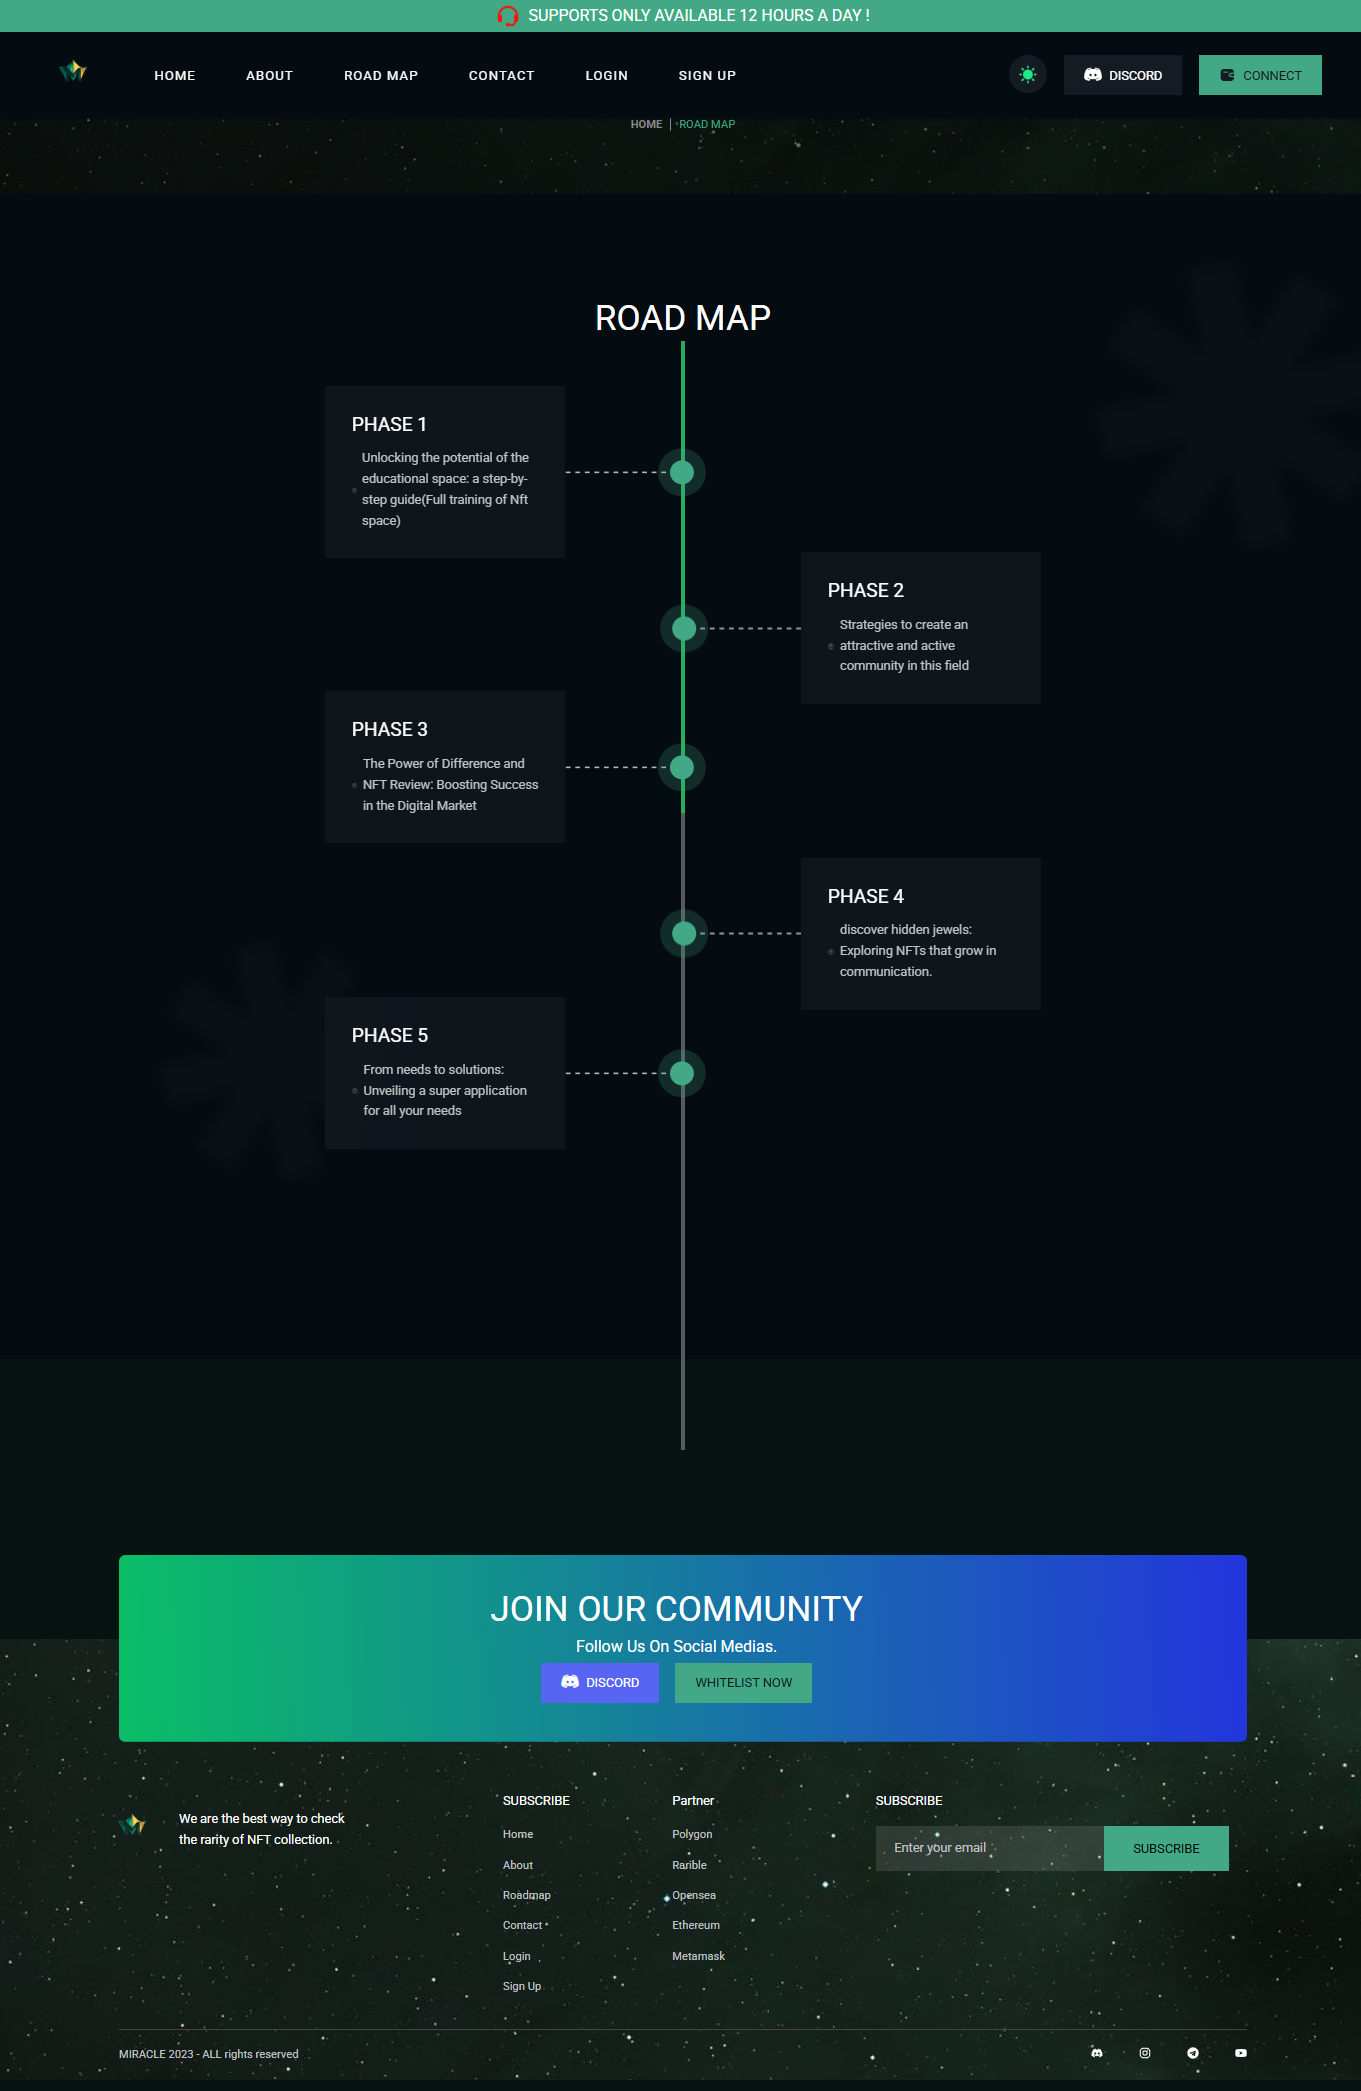 SUPPORTS ONLY AVAILABLE 12 HOURS A DAY !
HOME
ABOUT
ROAD MAP
CONTACT
LOGIN
SIGN UP
DISCORD
CONNECT
HOME | ROAD MAP
ROAD MAP
PHASE 1
Unlocking the potential of the
educational space: a step-by-
step guide(Full training of Nft
space)
PHASE 2
Strategies to create an
attractive and active
community in this field
PHASE 3
The Power of Difference and
NFT Review: Boosting Success
in the Digital Market
PHASE 4
discover hidden jewels:
Exploring NFTs that grow in
communication.
PHASE 5
From needs to solutions:
Unveiling a super application
for all your needs
JOIN OUR COMMUNITY
Follow Us On Social Medias.
DISCORD
WHITELIST NOW
We are the best way to check
the rarity of NFT collection.
SUBSCRIBE
Home
About
Roadmap
Contact
Login
Sign Up
Partner
Polygon
Rarible
Opensea
Ethereum
Metamask
SUBSCRIBE
Enter your email
SUBSCRIBE
MIRACLE 2023 - ALL rights reserved